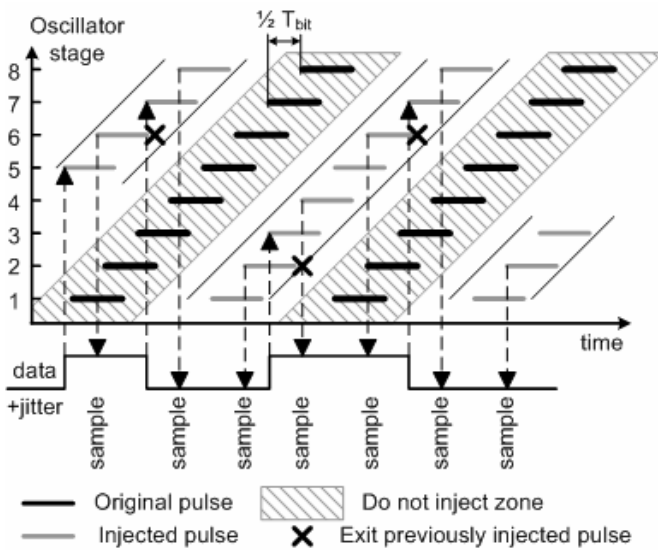 Oscillator
stage
½ Tbit
8
7
6
5
4
3
2
1
time
data
+jitter
sample
sample
sample
sample
sample
sample
sample
Original pulse
Do not inject zone
Injected pulse
Exit previously injected pulse